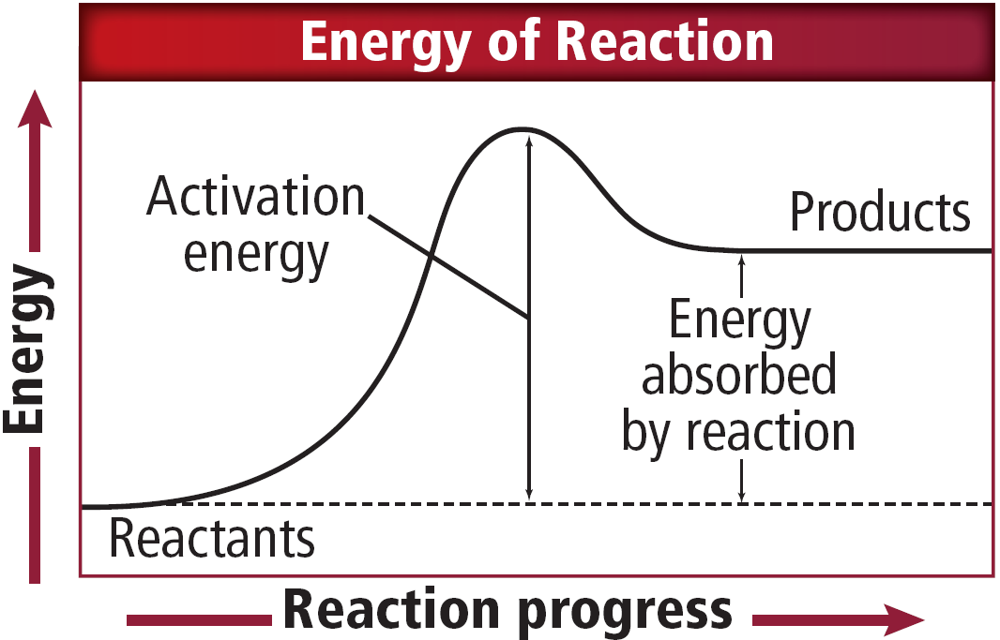 Energy of Reaction
Activation
energy
Products
Energy
absorbed
by reaction
Reactants
Energy
Reaction progress